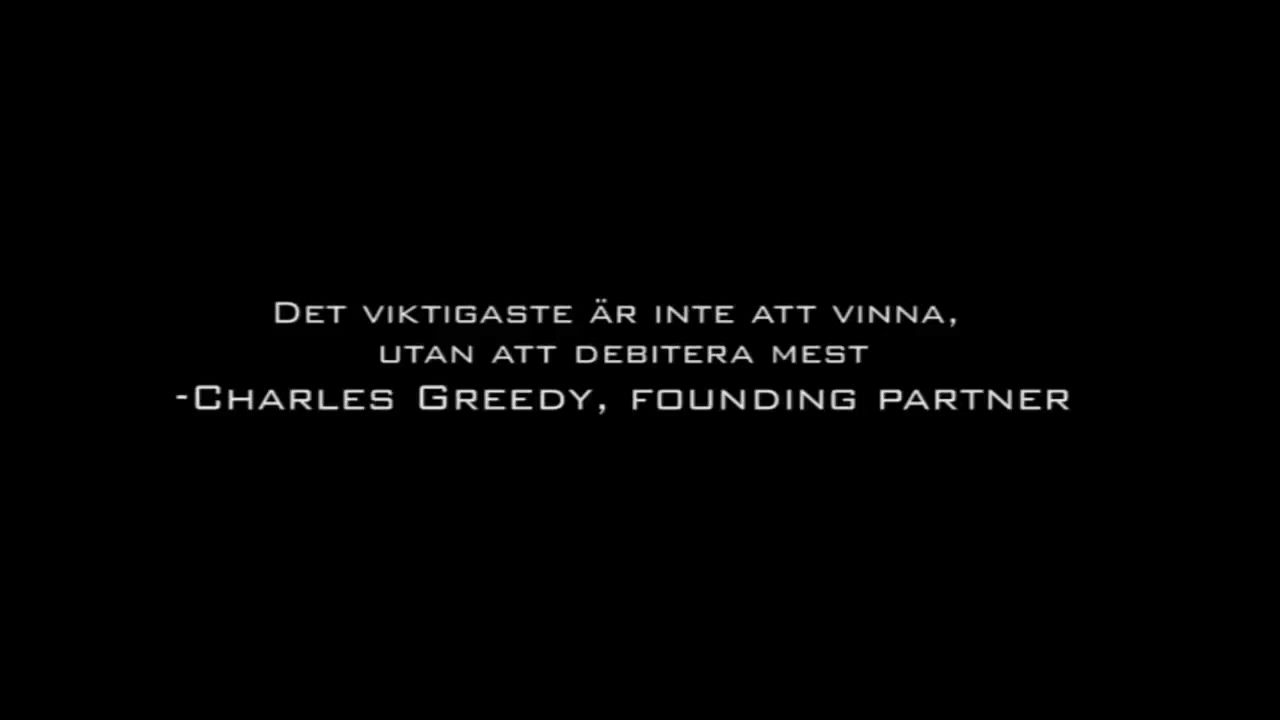 Det viktigaste är inte att vinna,
utan att debitera mest
-Charles Greedy, founding partner